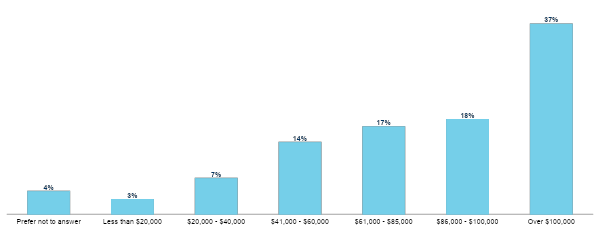 37%
18%
17%
14%
7%
4%
3%
Prefer not to answer
Less than $20,000
$20,000 - $40,000
$41,000 - $60,000
$61,000 - $85,000
$86,000 - $100,000
Over $100,000